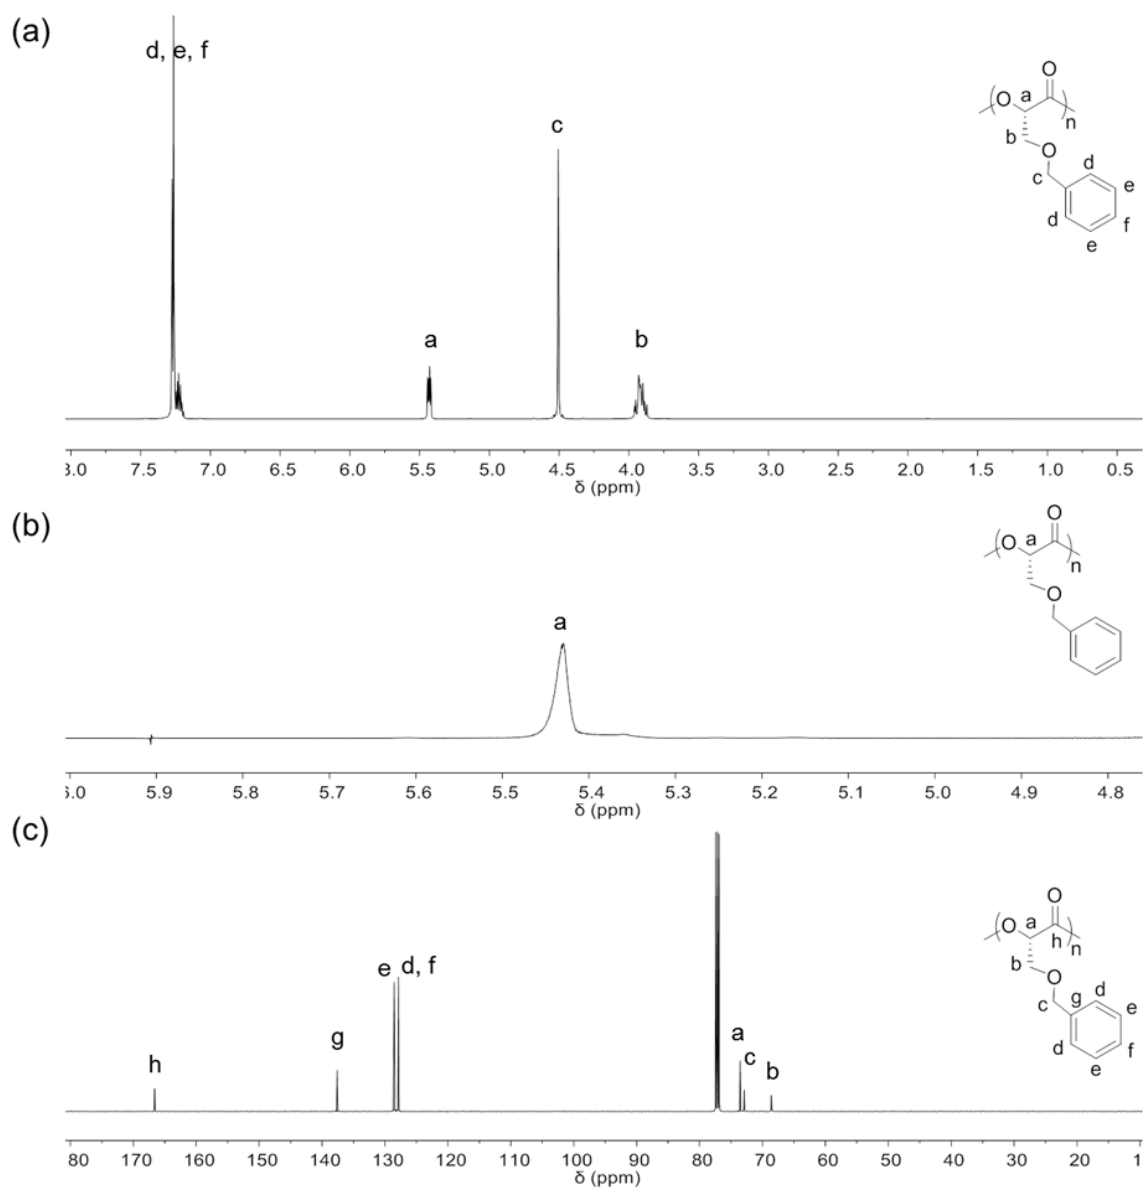 (a)
d, e, f
c
a
b
O
O
a
n
b
O
c
d
e
d
f
e
3.0 7.5 7.0 6.5 6.0 5.5 5.0 4.5 4.0 3.5 3.0 2.5 2.0 1.5 1.0 0.5
δ (ppm)
(b)
a
O
O
a
n
O
5.0 5.9 5.8 5.7 5.6 5.5 5.4 5.3 5.2 5.1 5.0 4.9 4.8
δ (ppm)
(c)
h
g
e
d, f
a
c
b
O
O
a
h
n
b
O
c
g
d
e
d
f
e
80 170 160 150 140 130 120 110 100 90 80 70 60 50 40 30 20 10
δ (ppm)